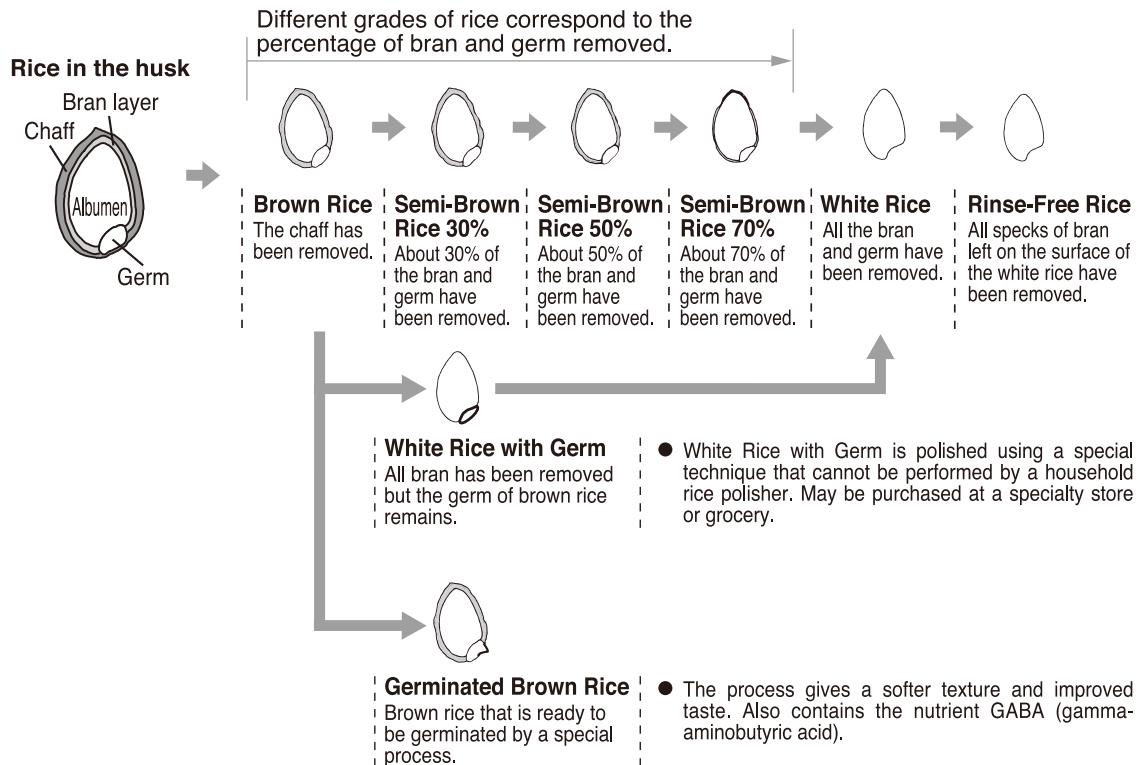 Different grades of rice correspond to the
percentage of bran and germ removed.
Rice in the husk
Bran layer
Chaff
Albumen
Germ
Brown Rice
The chaff has
been removed.
Semi-Brown
Rice 30%
About 30% of
the bran and
germ have
been removed.
Semi-Brown
Rice 50%
About 50% of
the bran and
germ have
been removed.
Semi-Brown
Rice 70%
About 70% of
the bran and
germ have
been removed.
White Rice
All the bran
and germ have
been removed.
Rinse-Free Rice
All specks of bran
left on the surface of
the white rice have
been removed.
White Rice with Germ
All bran has been removed
but the germ of brown rice
remains.
● White Rice with Germ is polished using a special
technique that cannot be performed by a household
rice polisher. May be purchased at a specialty store
or grocery.
Germinated Brown Rice
Brown rice that is ready to
be germinated by a special
process.
● The process gives a softer texture and improved
taste. Also contains the nutrient GABA (gamma-
aminobutyric acid).